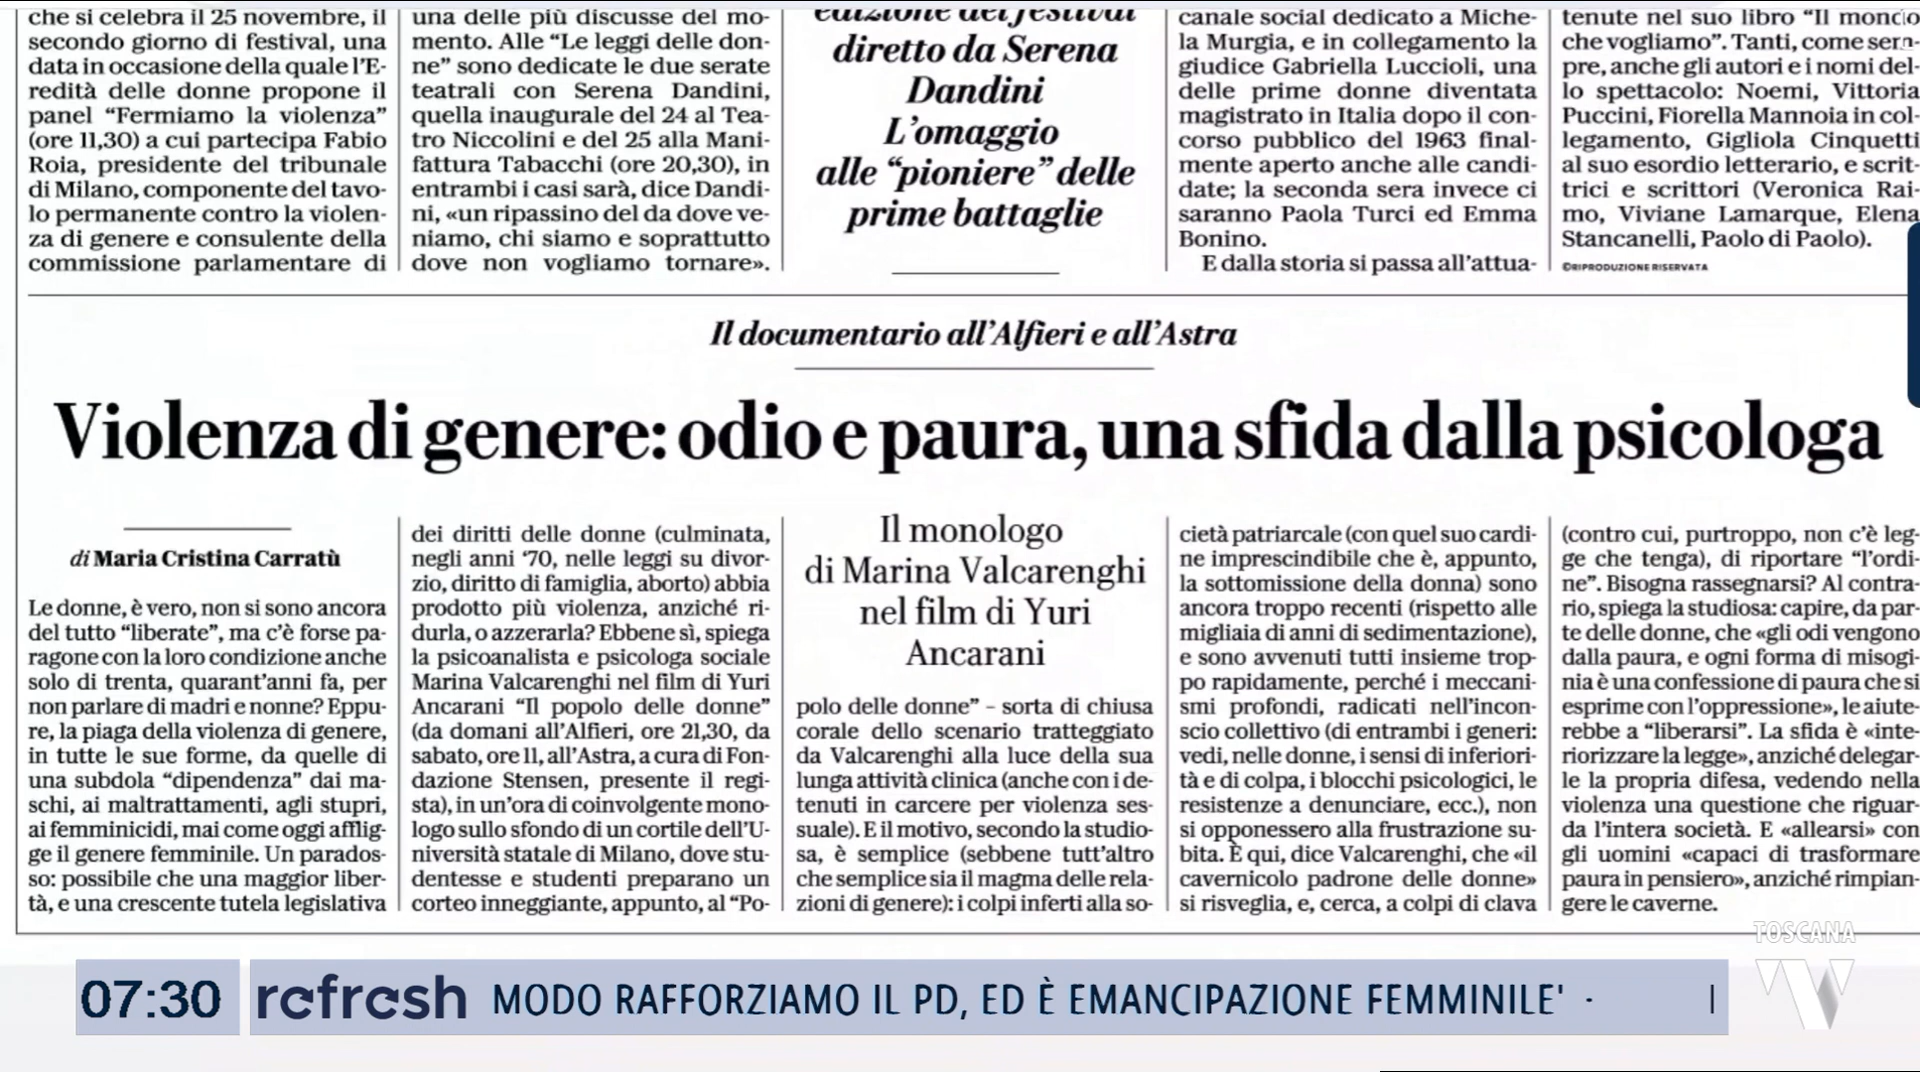 che si celebra il 25 novembre, il
secondo giorno di festival, una
data in occasione della quale l'E-
redità delle donne propone il
panel “Fermiamo la violenza”
(ore 11,30) a cui partecipa Fabio
Roia, presidente del tribunale
di Milano, componente del tavo-
lo permanente contro la violen-
za di genere e consulente della
commissione parlamentare di
una delle più discusse del mo-
mento. Alle “Le leggi delle don-
ne” sono dedicate le due serate
teatrali con Serena Dandini,
quella inaugurale del 24 al Tea-
tro Niccolini e del 25 alla Mani-
fattura Tabacchi (ore 20,30), in
entrambi i casi sarà, dice Dandi-
ni, «un ripassino del da dove ve-
niamo, chi siamo e soprattutto
dove non vogliamo tornare».
edizione del festival
diretto da Serena
Dandini
L'omaggio
alle “pioniere” delle
prime battaglie
canale social dedicato a Miche-
la Murgia, e in collegamento la
giudice Gabriella Luccioli, una
delle prime donne diventata
magistrato in Italia dopo il con-
corso pubblico del 1963 final-
mente aperto anche alle candi-
date; la seconda sera invece ci
saranno Paola Turci ed Emma
Bonino.
E dalla storia si passa all'attua-
tenute nel suo libro “Il mondo
che vogliamo”. Tanti, come sem-
pre, anche gli autori e i nomi del-
lo spettacolo: Noemi, Vittoria
Puccini, Fiorella Mannoia in col-
legamento, Gigliola Cinquetti
al suo esordio letterario, e scrit-
trici e scrittori (Veronica Rai-
mo, Viviane Lamarque, Elena
Stancanelli, Paolo di Paolo).
©RIPRODUZIONE RISERVATA
Il documentario all'Alfieri e all'Astra
Violenza di genere: odio e paura, una sfida dalla psicologa
di Maria Cristina Carratù
Le donne, è vero, non si sono ancora
del tutto “liberate”, ma c'è forse pa-
ragone con la loro condizione anche
solo di trenta, quarant'anni fa, per
non parlare di madri e nonne? Eppu-
re, la piaga della violenza di genere,
in tutte le sue forme, da quelle di
una subdola “dipendenza” dai ma-
schi, ai maltrattamenti, agli stupri,
ai femminicidi, mai come oggi afflig-
ge il genere femminile. Un parados-
so: possibile che una maggior liber-
tà, e una crescente tutela legislativa
dei diritti delle donne (culminata,
negli anni '70, nelle leggi su divor-
zio, diritto di famiglia, aborto) abbia
prodotto più violenza, anziché ri-
durla, o azzerarla? Ebbene sì, spiega
la psicoanalista e psicologa sociale
Marina Valcarenghi nel film di Yuri
Ancarani “Il popolo delle donne”
(da domani all'Alfieri, ore 21,30, da
sabato, ore 11, all'Astra, a cura di Fon-
dazione Stensen, presente il regi-
sta), in un'ora di coinvolgente mono-
logo sullo sfondo di un cortile dell'U-
niversità statale di Milano, dove stu-
dentesse e studenti preparano un
corteo inneggiante, appunto, al “Po-
Il monologo
di Marina Valcarenghi
nel film di Yuri
Ancarani
polo delle donne” – sorta di chiusa
corale dello scenario tratteggiato
da Valcarenghi alla luce della sua
lunga attività clinica (anche con i de-
tenuti in carcere per violenza ses-
suale). E il motivo, secondo la studio-
sa, è semplice (sebbene tutt'altro
che semplice sia il magma delle rela-
zioni di genere): i colpi inferti alla so-
cietà patriarcale (con quel suo cardi-
ne imprescindibile che è, appunto,
la sottomissione della donna) sono
ancora troppo recenti (rispetto alle
migliaia di anni di sedimentazione),
e sono avvenuti tutti insieme trop-
po rapidamente, perché i meccani-
smi profondi, radicati nell'incon-
scio collettivo (di entrambi i generi:
vedi, nelle donne, i sensi di inferiori-
tà e di colpa, i blocchi psicologici, le
resistenze a denunciare, ecc.), non
si opponessero alla frustrazione su-
bita. È qui, dice Valcarenghi, che «il
cavernicolo padrone delle donne»
si risveglia, e, cerca, a colpi di clava
(contro cui, purtroppo, non c'è leg-
ge che tenga), di riportare “l'ordi-
ne”. Bisogna rassegnarsi? Al contra-
rio, spiega la studiosa: capire, da par-
te delle donne, che «gli odi vengono
dalla paura, e ogni forma di misogi-
nia è una confessione di paura che si
esprime con l'oppressione», le aiute-
rebbe a “liberarsi”. La sfida è «inte-
riorizzare la legge», anziché delegar-
le la propria difesa, vedendo nella
violenza una questione che riguar-
da l'intera società. E «allearsi» con
gli uomini «capaci di trasformare
paura in pensiero», anziché rimpian-
gere le caverne.
TOSCANA
TV
07:30 refresh MODO RAFFORZIAMO IL PD, ED È EMANCIPAZIONE FEMMINILE' ·